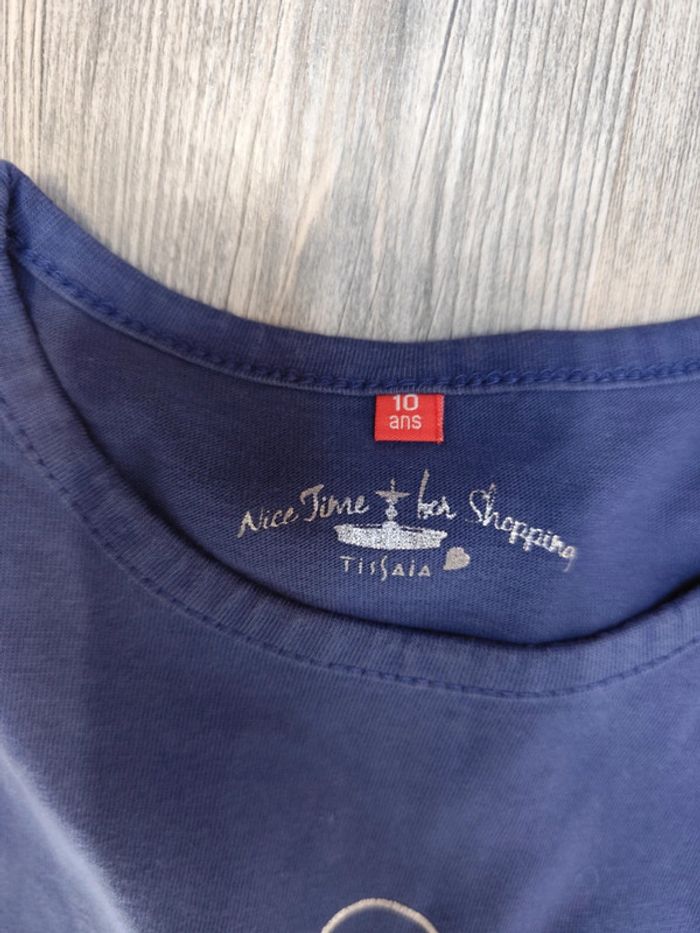 10
ans
Nice Time for Shopping
TISSAIA